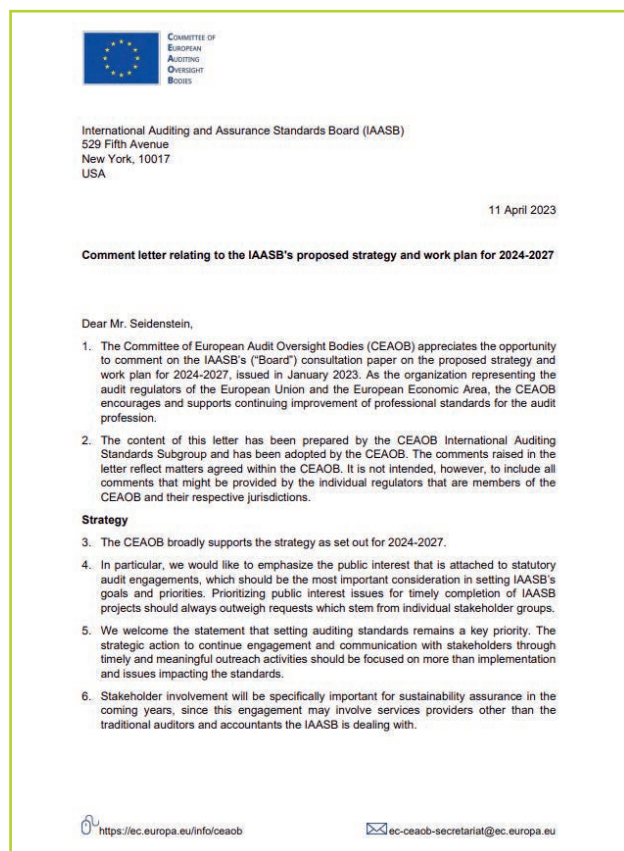 COMMITTEE OF
EUROPEAN
AUDITING
OVERSIGHT
BODIES
International Auditing and Assurance Standards Board (IAASB)
529 Fifth Avenue
New York, 10017
USA
11 April 2023
Comment letter relating to the IAASB's proposed strategy and work plan for 2024-2027
Dear Mr. Seidenstein,
1. The Committee of European Audit Oversight Bodies (CEAOB) appreciates the opportunity
to comment on the IAASB's ("Board") consultation paper on the proposed strategy and
work plan for 2024-2027, issued in January 2023. As the organization representing the
audit regulators of the European Union and the European Economic Area, the CEAOB
encourages and supports continuing improvement of professional standards for the audit
profession.
2. The content of this letter has been prepared by the CEAOB International Auditing
Standards Subgroup and has been adopted by the CEAOB. The comments raised in the
letter reflect matters agreed within the CEAOB. It is not intended, however, to include all
comments that might be provided by the individual regulators that are members of the
CEAOB and their respective jurisdictions.
Strategy
3. The CEAOB broadly supports the strategy as set out for 2024-2027.
4. In particular, we would like to emphasize the public interest that is attached to statutory
audit engagements, which should be the most important consideration in setting IAASB's
goals and priorities. Prioritizing public interest issues for timely completion of IAASB
projects should always outweigh requests which stem from individual stakeholder groups.
5. We welcome the statement that setting auditing standards remains a key priority. The
strategic action to continue engagement and communication with stakeholders through
timely and meaningful outreach activities should be focused on more than implementation
and issues impacting the standards.
6. Stakeholder involvement will be specifically important for sustainability assurance in the
coming years, since this engagement may involve services providers other than the
traditional auditors and accountants the IAASB is dealing with.
https://ec.europa.eu/info/ceaob
ec-ceaob-secretariat@ec.europa.eu